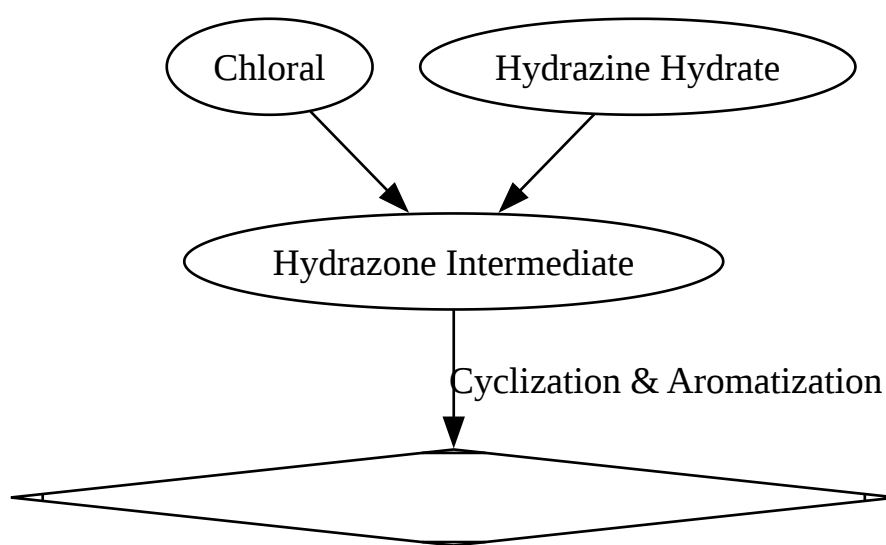 Chloral
Hydrazine Hydrate
Hydrazone Intermediate
Cyclization & Aromatization